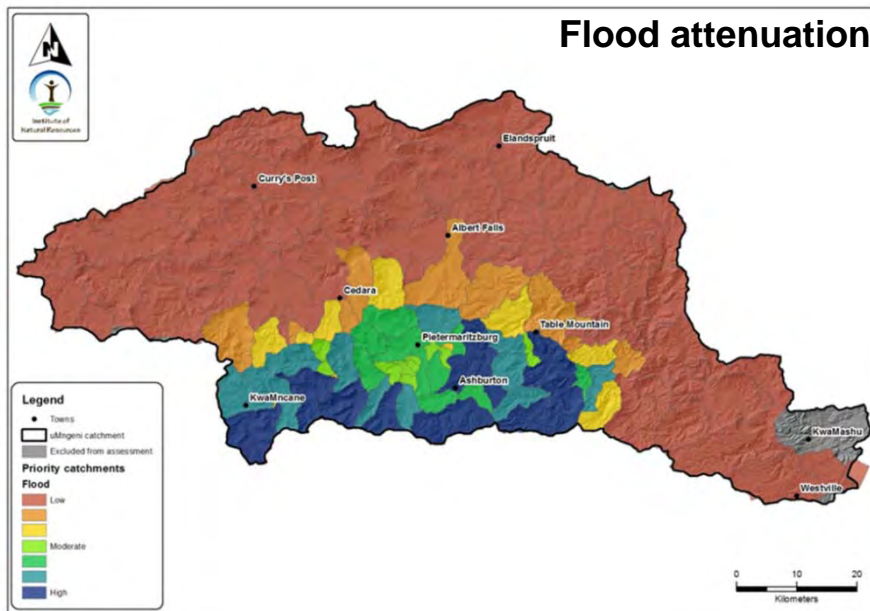 Flood attenuation
N
Institute of
Natural Resources
Elandspruit
Curry's Post
Albert Falls
Cedara
Table Mountain
Pietermaritzburg
Ashburton
KwaMncane
KwaMashu
Westville
Legend
Towns
uMngeni catchment
Excluded from assessment
Priority catchments
Flood
Low
Moderate
High
0 10 20
Kilometers